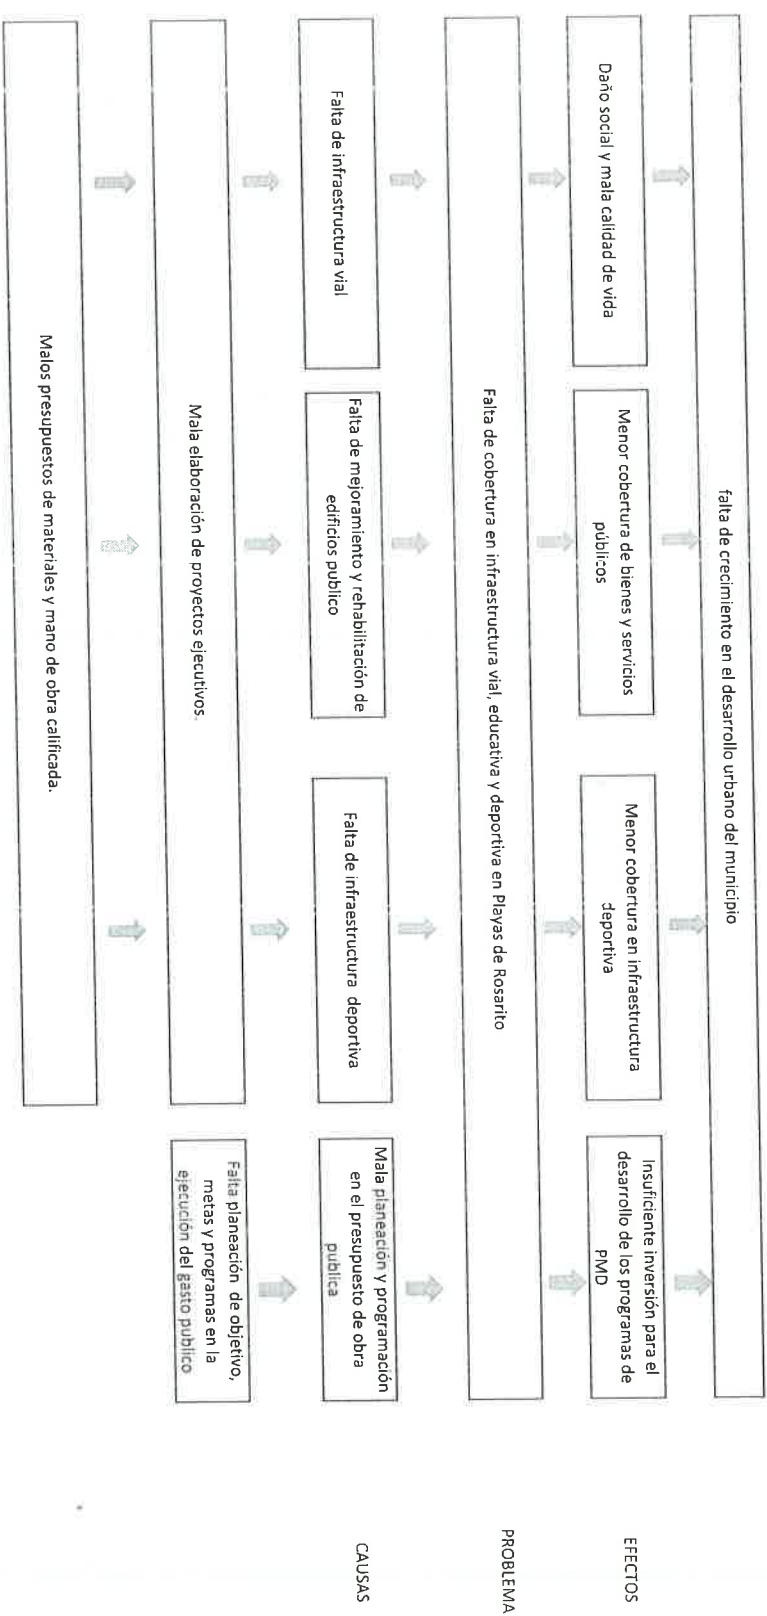 falta de crecimiento en el desarrollo urbano del municipio
Daño social y mala calidad de vida
Menor cobertura de bienes y servicios
públicos
Menor cobertura en infraestructura
deportiva
Insuficiente inversión para el
desarrollo de los programas de
PMD
EFECTOS
Falta de cobertura en infraestructura vial, educativa y deportiva en Playas de Rosarito
PROBLEMA
Falta de infraestructura vial
Falta de mejoramiento y rehabilitación de
edificios publico
Falta de infraestructura deportiva
Mala planeación y programación
en el presupuesto de obra
publica
CAUSAS
Mala elaboración de proyectos ejecutivos.
Falta planeación de objetivo,
metas y programas en la
ejecución del gasto publico
Malos presupuestos de materiales y mano de obra calificada.